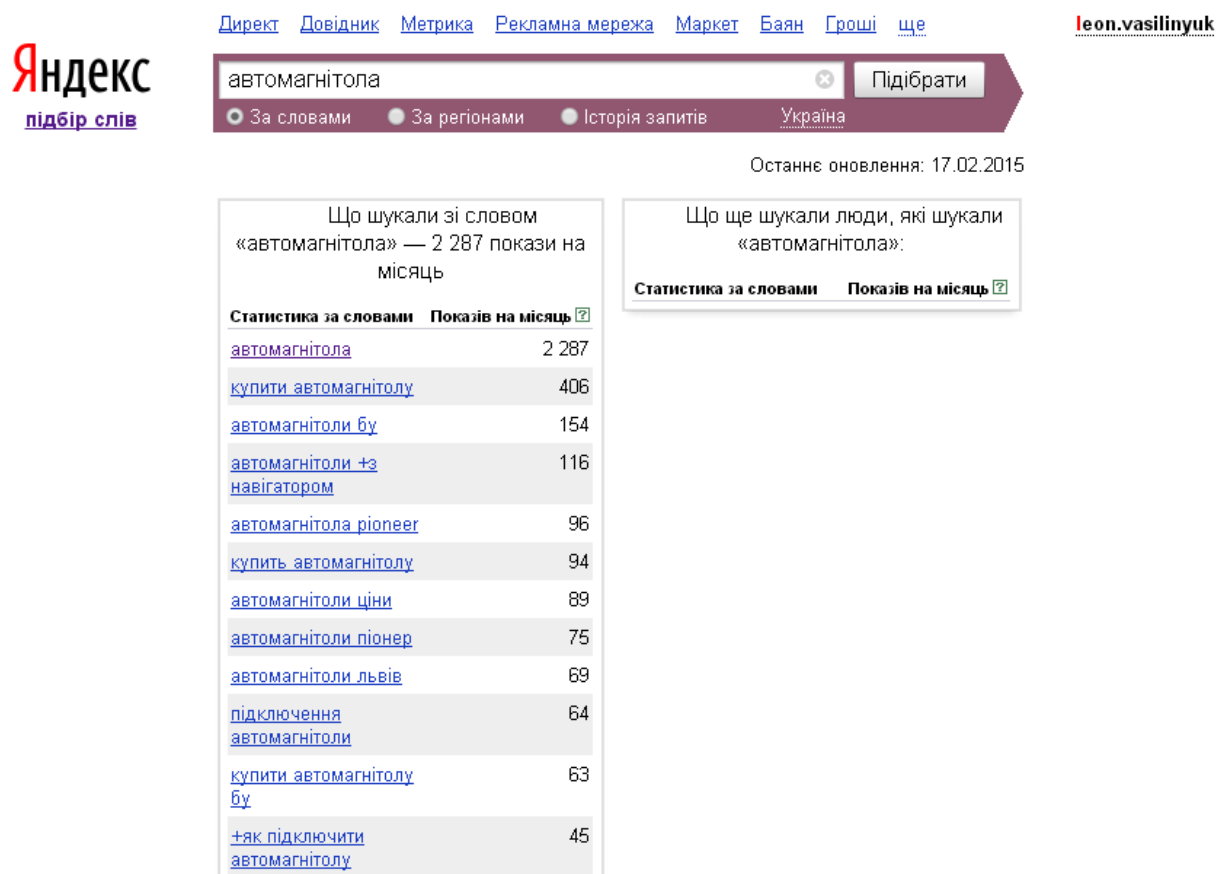 Директ Довідник Метрика Рекламна мережа Маркет Баян Гроші ще
leon.vasilinyuk
Яндекс
підбір слів
автомагнітола
Підібрати
За словами За регіонами Історія запитів Україна
Останнє оновлення: 17.02.2015
Що шукали зі словом
«автомагнітола» — 2 287 покази на
місяць
Статистика за словами Показів на місяць ?
автомагнітола 2 287
купити автомагнітолу 406
автомагнітоли бу 154
автомагнітоли +з 116
навігатором
автомагнітола pioneer 96
купить автомагнітолу 94
автомагнітоли ціни 89
автомагнітоли піонер 75
автомагнітоли львів 69
підключення 64
автомагнітоли
купити автомагнітолу 63
бу
+як підключити 45
автомагнітолу
Що ще шукали люди, які шукали
«автомагнітола»:
Статистика за словами Показів на місяць ?